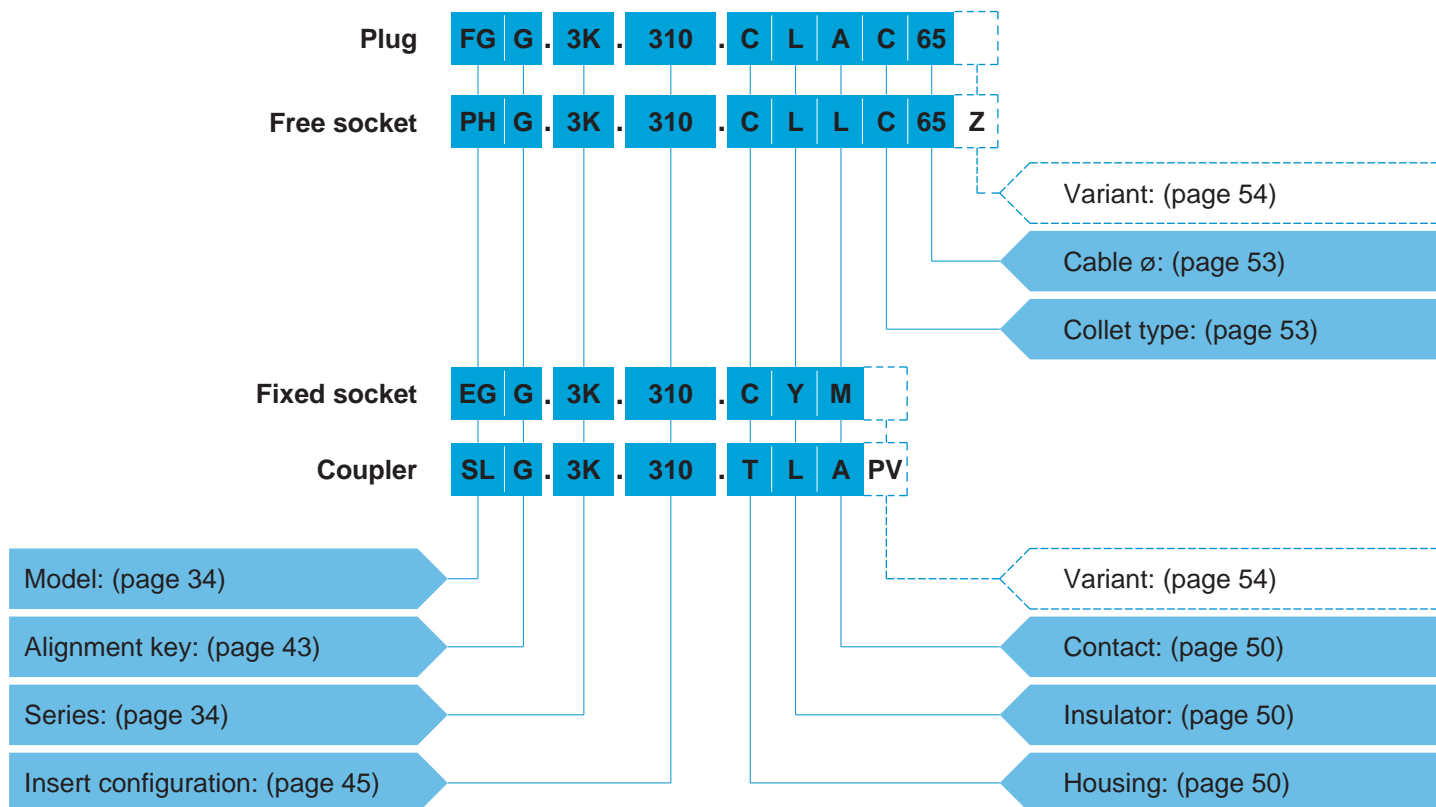 Plug FG G . 3K . 310 . C L A C 65
Free socket PH G . 3K . 310 . C L L C 65 Z
Variant: (page 54)
Cable ø: (page 53)
Collet type: (page 53)
Fixed socket EG G . 3K . 310 . C Y M
Coupler SL G . 3K . 310 . T L A PV
Model: (page 34) Variant: (page 54)
Alignment key: (page 43) Contact: (page 50)
Series: (page 34) Insulator: (page 50)
Insert configuration: (page 45) Housing: (page 50)